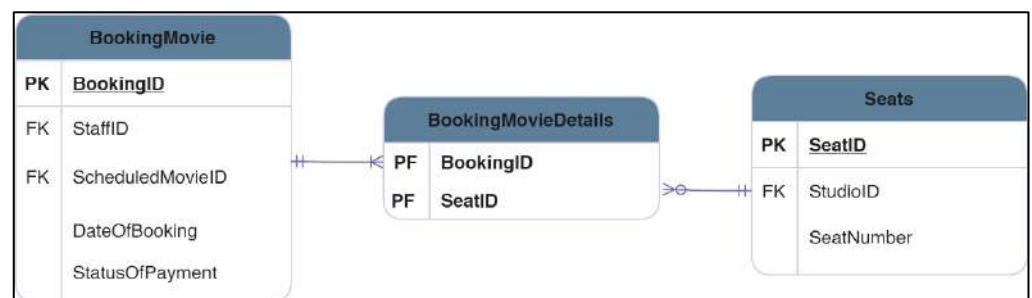 BookingMovie
PK BookingID
FK StaffID
FK ScheduledMovieID
DateOfBooking
StatusOfPayment
BookingMovieDetails
PF BookingID
PF SeatID
Seats
PK SeatID
FK StudioID
SeatNumber